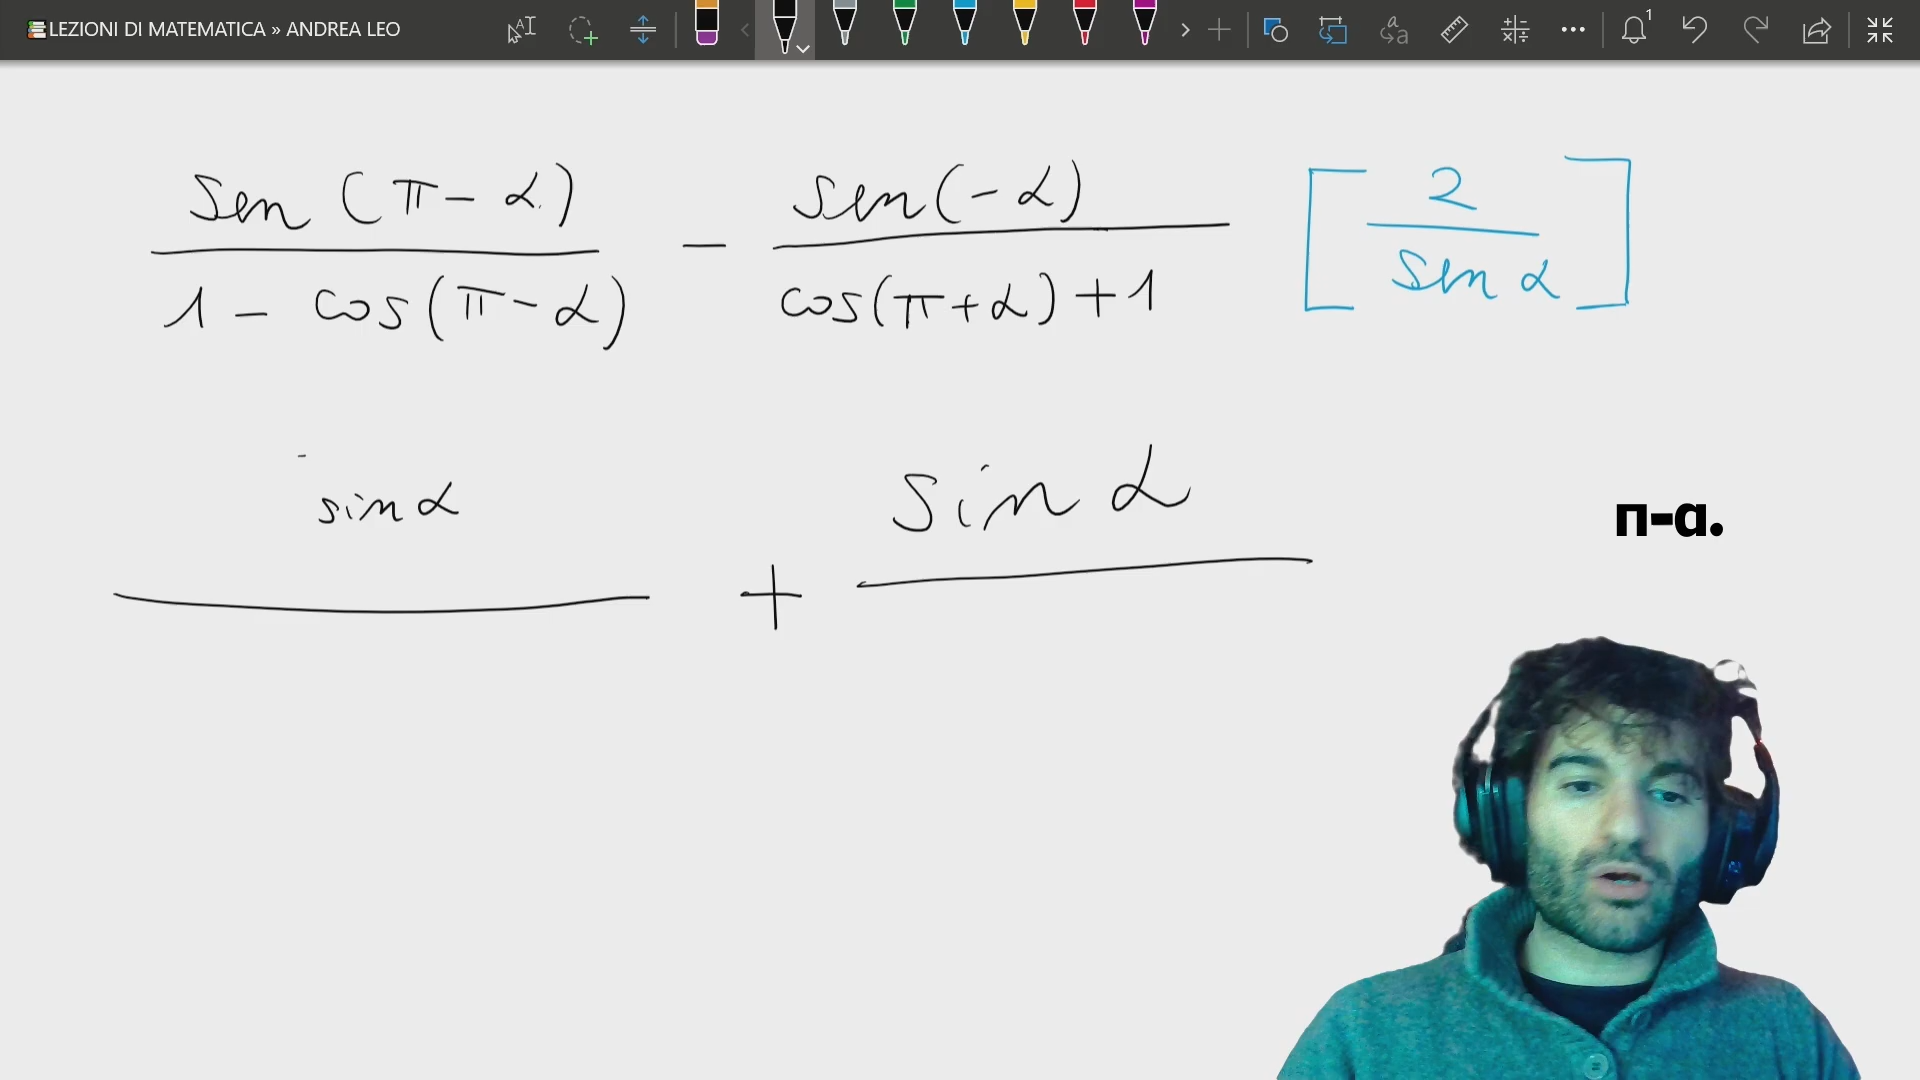 LEZIONI DI MATEMATICA » ANDREA LEO
sen (π - α)
1 - cos (π - α)
-
sen(-α)
cos(π+α) + 1
[ 2
sen α ]
sin α
+
sin α
π-α.